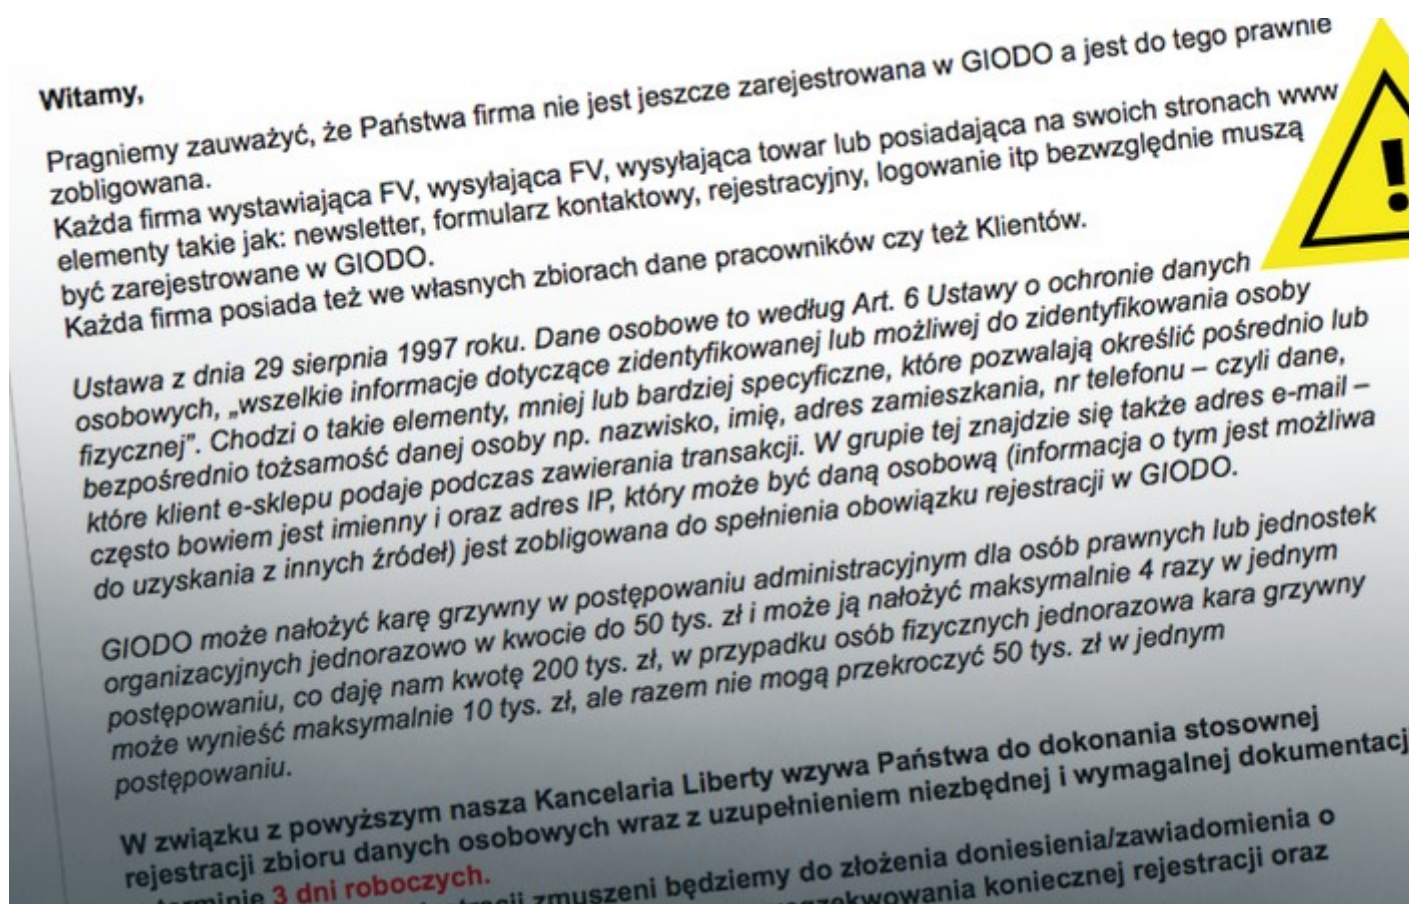 Witamy,
Pragniemy zauważyć, że Państwa firma nie jest jeszcze zarejestrowana w GIODO a jest do tego prawnie
zobligowana.
Każda firma wystawiająca FV, wysyłająca FV, wysyłająca towar lub posiadająca na swoich stronach www
elementy takie jak: newsletter, formularz kontaktowy, rejestracyjny, logowanie itp bezwzględnie muszą
być zarejestrowane w GIODO.
Każda firma posiada też we własnych zbiorach dane pracowników czy też Klientów.
Ustawa z dnia 29 sierpnia 1997 roku. Dane osobowe to według Art. 6 Ustawy o ochronie danych
osobowych, „wszelkie informacje dotyczące zidentyfikowanej lub możliwej do zidentyfikowania osoby
fizycznej”. Chodzi o takie elementy, mniej lub bardziej specyficzne, które pozwalają określić pośrednio lub
bezpośrednio tożsamość danej osoby np. nazwisko, imię, adres zamieszkania, nr telefonu – czyli dane,
które klient e-sklepu podaje podczas zawierania transakcji. W grupie tej znajdzie się także adres e-mail –
często bowiem jest imienny i oraz adres IP, który może być daną osobową (informacja o tym jest możliwa
do uzyskania z innych źródeł) jest zobligowana do spełnienia obowiązku rejestracji w GIODO.
GIODO może nałożyć karę grzywny w postępowaniu administracyjnym dla osób prawnych lub jednostek
organizacyjnych jednorazowo w kwocie do 50 tys. zł i może ją nałożyć maksymalnie 4 razy w jednym
postępowaniu, co daję nam kwotę 200 tys. zł, w przypadku osób fizycznych jednorazowa kara grzywny
może wynieść maksymalnie 10 tys. zł, ale razem nie mogą przekroczyć 50 tys. zł w jednym
postępowaniu.
W związku z powyższym nasza Kancelaria Liberty wzywa Państwa do dokonania stosownej
rejestracji zbioru danych osobowych wraz z uzupełnieniem niezbędnej i wymagalnej dokumentacji
3 dni roboczych.
zmuszeni będziemy do złożenia doniesienia/zawiadomienia o
koniecznej rejestracji oraz